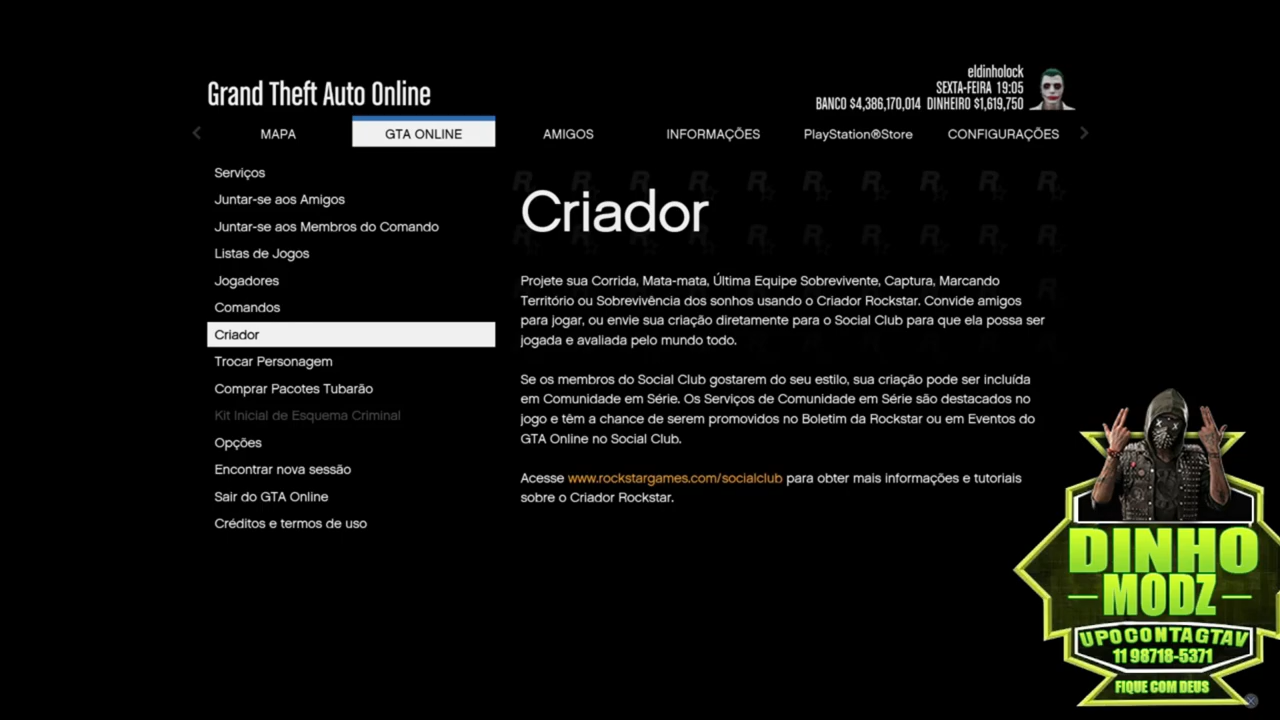 Grand Theft Auto Online
eldinholock
SEXTA-FEIRA 19:05
BANCO $4,386,170,014 DINHEIRO $1,619,750
MAPA
GTA ONLINE
AMIGOS
INFORMAÇÕES
PlayStation®Store
CONFIGURAÇÕES
Serviços
Juntar-se aos Amigos
Juntar-se aos Membros do Comando
Listas de Jogos
Jogadores
Comandos
Criador
Trocar Personagem
Comprar Pacotes Tubarão
Kit Inicial de Esquema Criminal
Opções
Encontrar nova sessão
Sair do GTA Online
Créditos e termos de uso
Criador
Projete sua Corrida, Mata-mata, Última Equipe Sobrevivente, Captura, Marcando
Território ou Sobrevivência dos sonhos usando o Criador Rockstar. Convide amigos
para jogar, ou envie sua criação diretamente para o Social Club para que ela possa ser
jogada e avaliada pelo mundo todo.
Se os membros do Social Club gostarem do seu estilo, sua criação pode ser incluída
em Comunidade em Série. Os Serviços de Comunidade em Série são destacados no
jogo e têm a chance de serem promovidos no Boletim da Rockstar ou em Eventos do
GTA Online no Social Club.
Acesse www.rockstargames.com/socialclub para obter mais informações e tutoriais
sobre o Criador Rockstar.
DINHO
MODZ
UPO CONTA GTA V
11 98718-5371
FIQUE COM DEUS